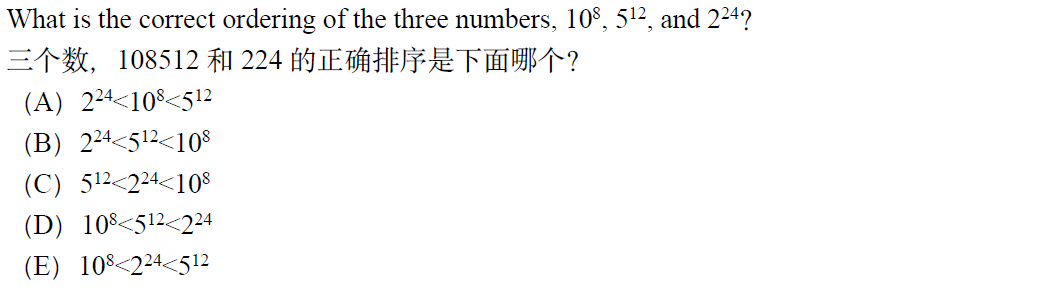 What is the correct ordering of the three numbers, 10⁸, 5¹², and 2²⁴?
三个数，108512 和 224 的正确排序是下面哪个？
(A) 2²⁴<10⁸<5¹²
(B) 2²⁴<5¹²<10⁸
(C) 5¹²<2²⁴<10⁸
(D) 10⁸<5¹²<2²⁴
(E) 10⁸<2²⁴<5¹²